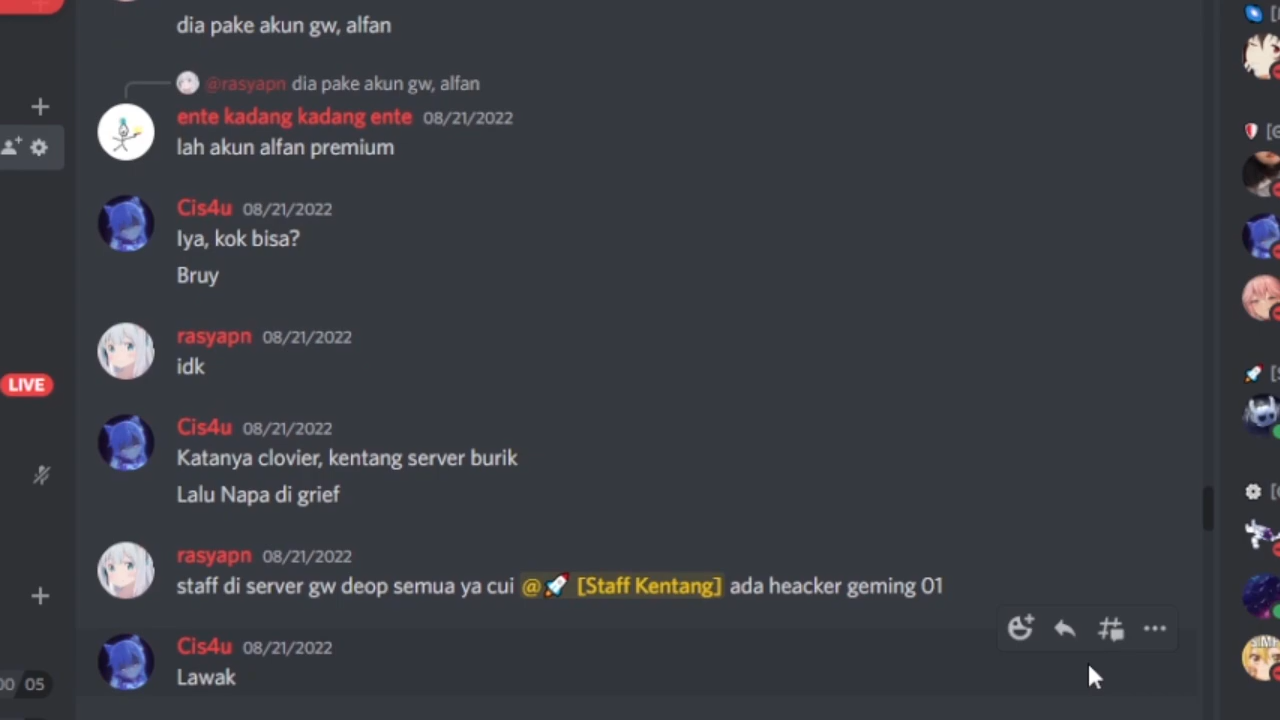 dia pake akun gw, alfan
@rasyapn dia pake akun gw, alfan
ente kadang kadang ente 08/21/2022
lah akun alfan premium
Cis4u 08/21/2022
Iya, kok bisa?
Bruy
rasyapn 08/21/2022
idk
LIVE
Cis4u 08/21/2022
Katanya clovier, kentang server burik
Lalu Napa di grief
rasyapn 08/21/2022
staff di server gw deop semua ya cui @🚀 [Staff Kentang] ada heacker geming 01
Cis4u 08/21/2022
Lawak
05